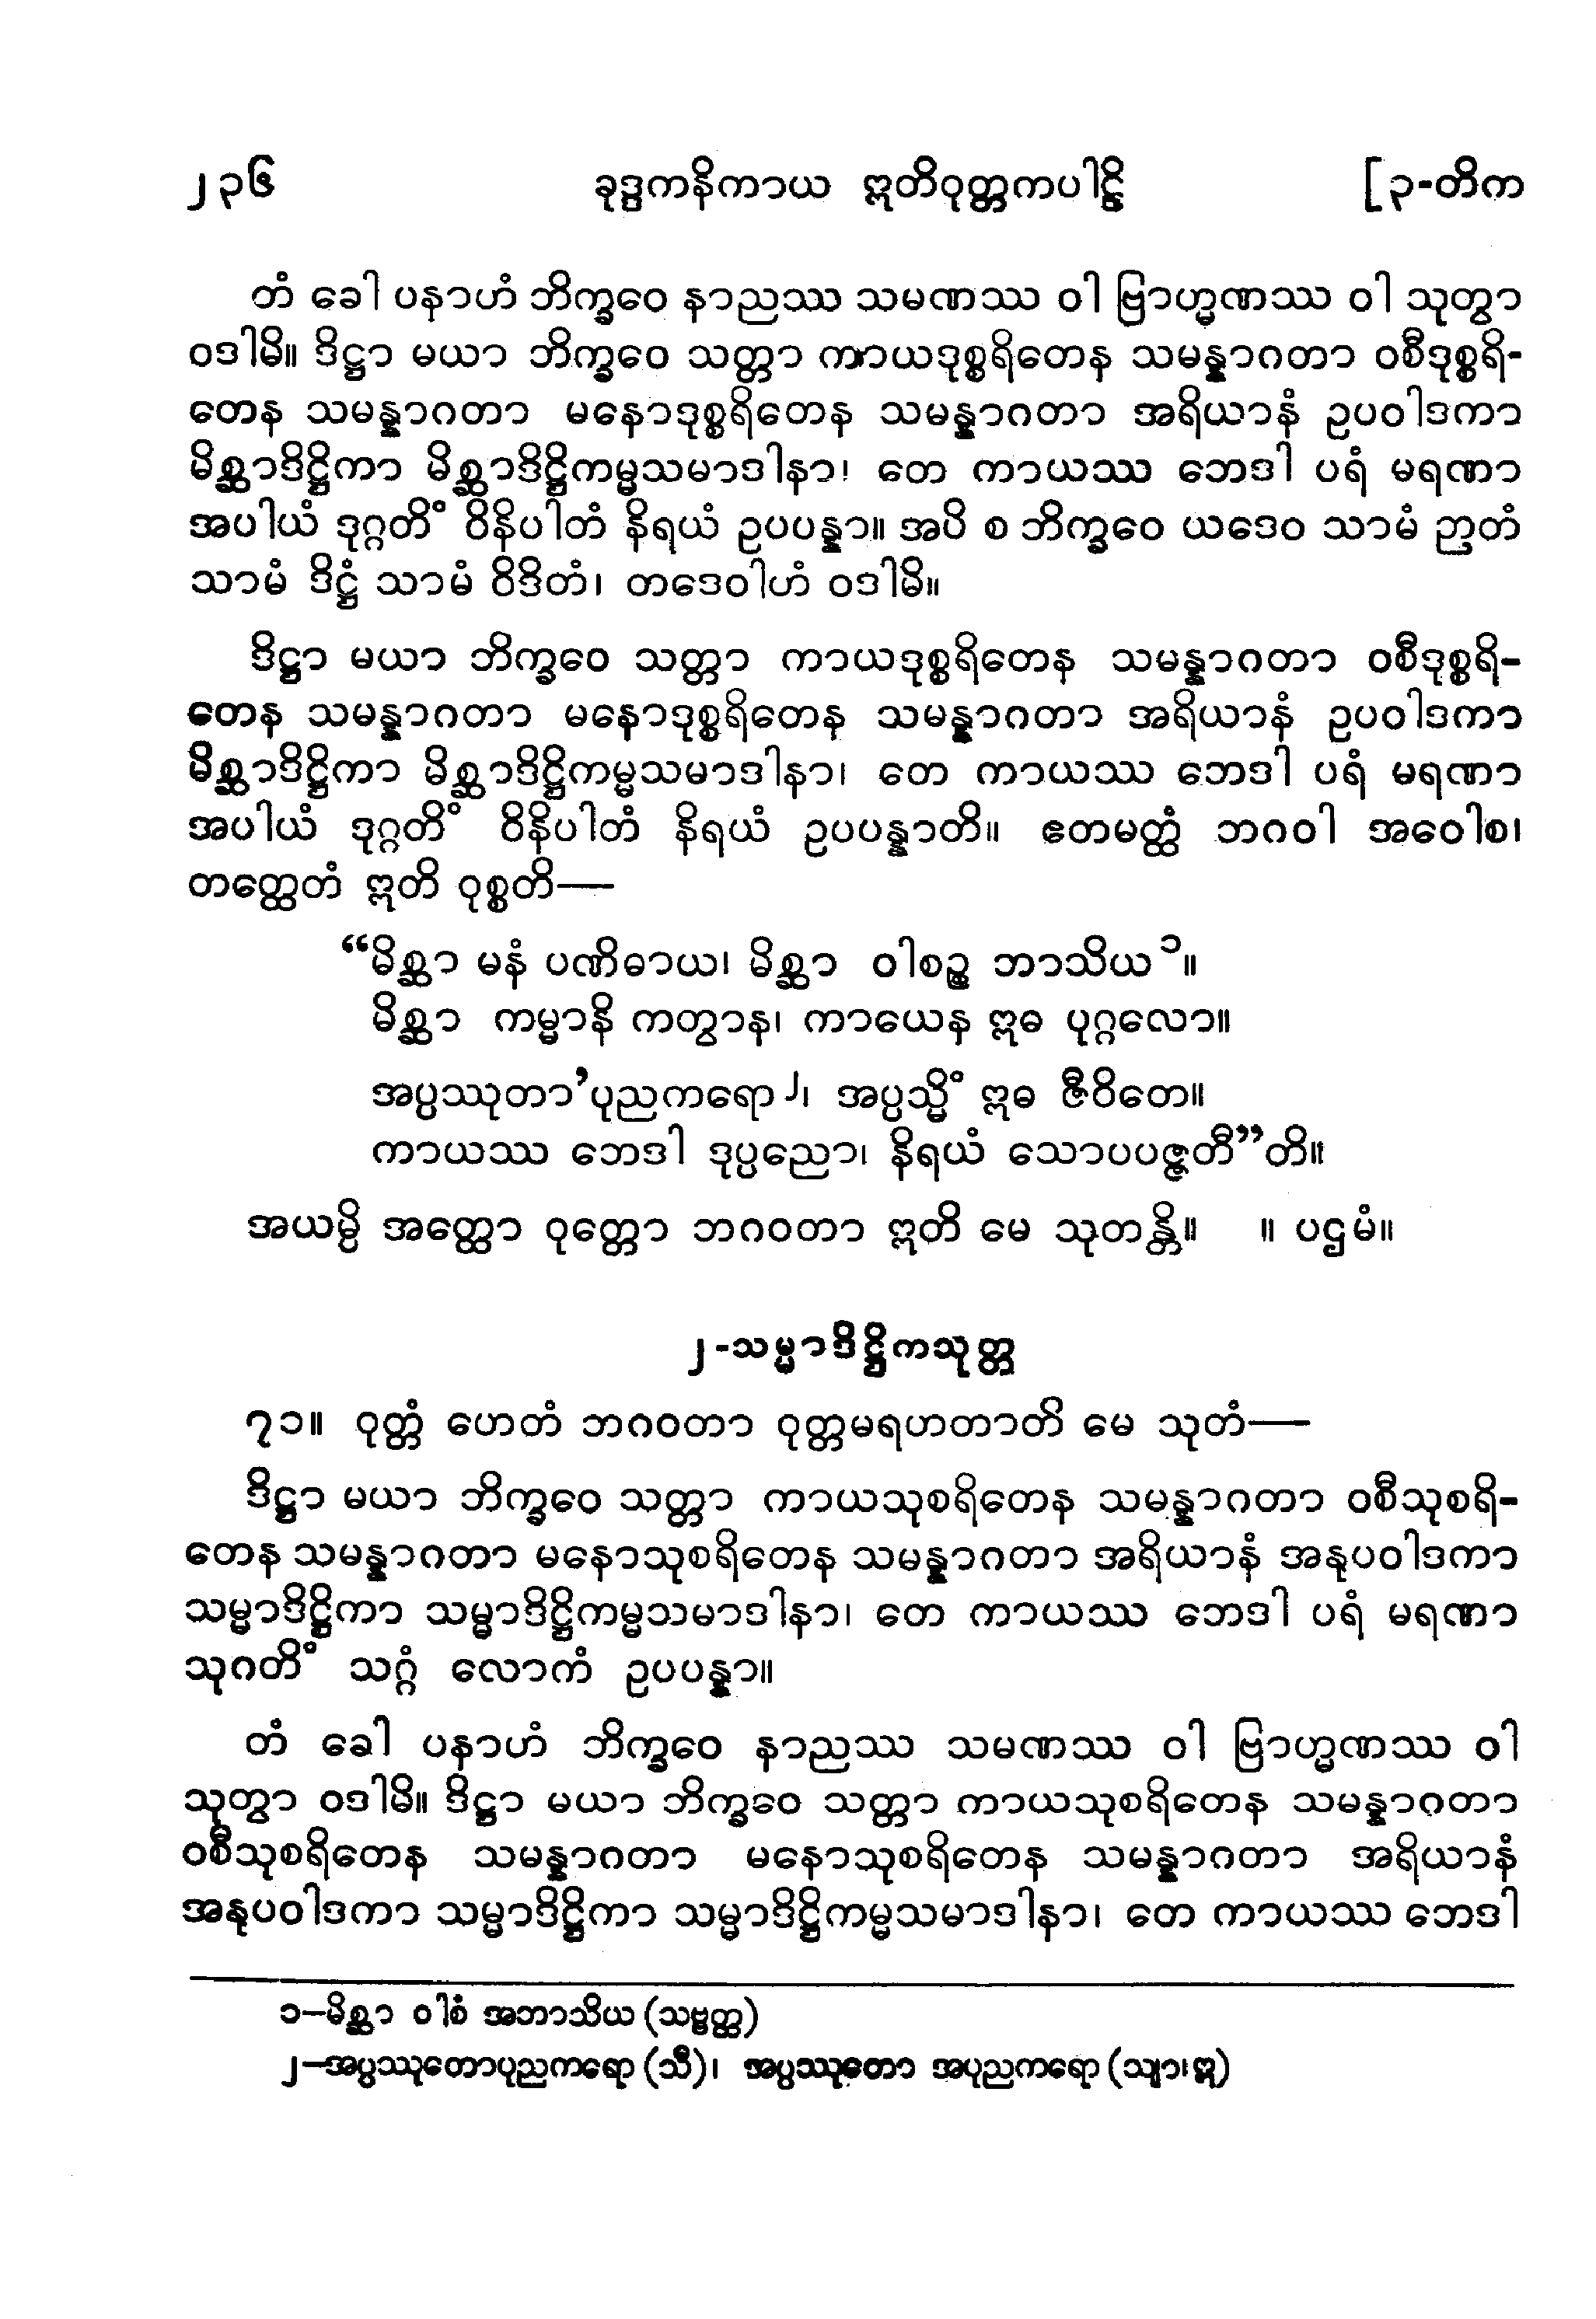 ၂၃၆ ခုဒ္ဒကနိကာယ ဣတိဝုတ္တကပါဠိ [၃-တိက
တံ ခေါ ပနာဟံ ဘိက္ခဝေ နာညဿ သမဏဿ ဝါ ဗြာဟ္မဏဿ ဝါ သုတွာ
ဝဒါမိ။ ဒိဋ္ဌာ မယာ ဘိက္ခဝေ သတ္တာ ကာယဒုစ္စရိတေန သမန္နာဂတာ ဝစီဒုစ္စရိ-
တေန သမန္နာဂတာ မနောဒုစ္စရိတေန သမန္နာဂတာ အရိယာနံ ဥပဝါဒကာ
မိစ္ဆာဒိဋ္ဌိကာ မိစ္ဆာဒိဋ္ဌိကမ္မသမာဒါနာ၊ တေ ကာယဿ ဘေဒါ ပရံ မရဏာ
အပါယံ ဒုဂ္ဂတိံ ဝိနိပါတံ နိရယံ ဥပပန္နာ။ အပိ စ ဘိက္ခဝေ ယဒေဝ သာမံ ဉာတံ
သာမံ ဒိဋ္ဌံ သာမံ ဝိဒိတံ၊ တဒေဝါဟံ ဝဒါမိ။
ဒိဋ္ဌာ မယာ ဘိက္ခဝေ သတ္တာ ကာယဒုစ္စရိတေန သမန္နာဂတာ ဝစီဒုစ္စရိ-
တေန သမန္နာဂတာ မနောဒုစ္စရိတေန သမန္နာဂတာ အရိယာနံ ဥပဝါဒကာ
မိစ္ဆာဒိဋ္ဌိကာ မိစ္ဆာဒိဋ္ဌိကမ္မသမာဒါနာ၊ တေ ကာယဿ ဘေဒါ ပရံ မရဏာ
အပါယံ ဒုဂ္ဂတိံ ဝိနိပါတံ နိရယံ ဥပပန္နာတိ။ ဧတမတ္ထံ ဘဂဝါ အဝေါစ၊
တတ္ထေတံ ဣတိ ဝုစ္စတိ—
“မိစ္ဆာ မနံ ပဏိဓာယ၊ မိစ္ဆာ ဝါစဉ္စ ဘာသိယ ၁။
မိစ္ဆာ ကမ္မာနိ ကတွာန၊ ကာယေန ဣဓ ပုဂ္ဂလော။
အပ္ပဿုတာ’ပုညကရော ၂၊ အပ္ပသ္မိံ ဣဓ ဇီဝိတေ။
ကာယဿ ဘေဒါ ဒုပ္ပညော၊ နိရယံ သောပပဇ္ဇတီ”တိ။
အယမ္ပိ အတ္ထော ဝုတ္တော ဘဂဝတာ ဣတိ မေ သုတန္တိ။ ။ ပဌမံ။
၂-သမ္မာဒိဋ္ဌိကသုတ္တ
၇၁။ ဝုတ္တံ ဟေတံ ဘဂဝတာ ဝုတ္တမရဟတာတိ မေ သုတံ—
ဒိဋ္ဌာ မယာ ဘိက္ခဝေ သတ္တာ ကာယသုစရိတေန သမန္နာဂတာ ဝစီသုစရိ-
တေန သမန္နာဂတာ မနောသုစရိတေန သမန္နာဂတာ အရိယာနံ အနုပဝါဒကာ
သမ္မာဒိဋ္ဌိကာ သမ္မာဒိဋ္ဌိကမ္မသမာဒါနာ၊ တေ ကာယဿ ဘေဒါ ပရံ မရဏာ
သုဂတိံ သဂ္ဂံ လောကံ ဥပပန္နာ။
တံ ခေါ ပနာဟံ ဘိက္ခဝေ နာညဿ သမဏဿ ဝါ ဗြာဟ္မဏဿ ဝါ
သုတွာ ဝဒါမိ။ ဒိဋ္ဌာ မယာ ဘိက္ခဝေ သတ္တာ ကာယသုစရိတေန သမန္နာဂတာ
ဝစီသုစရိတေန သမန္နာဂတာ မနောသုစရိတေန သမန္နာဂတာ အရိယာနံ
အနုပဝါဒကာ သမ္မာဒိဋ္ဌိကာ သမ္မာဒိဋ္ဌိကမ္မသမာဒါနာ၊ တေ ကာယဿ ဘေဒါ
၁—မိစ္ဆာ ဝါစံ အဘာသိယ (သဗ္ဗတ္ထ)
၂—အပ္ပဿုတောပုညကရော (သီ)၊ အပ္ပဿုတော အပုညကရော (သျာ၊ဣ)